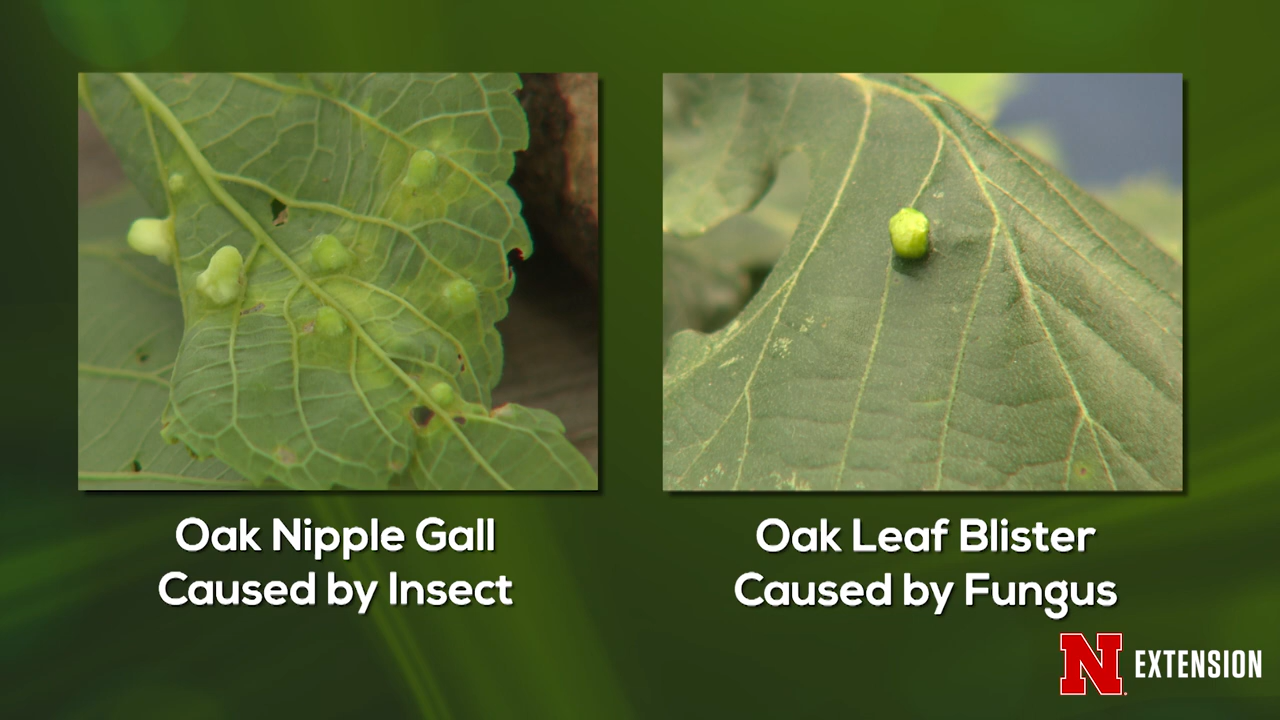 Oak Nipple Gall
Caused by Insect
Oak Leaf Blister
Caused by Fungus
N EXTENSION